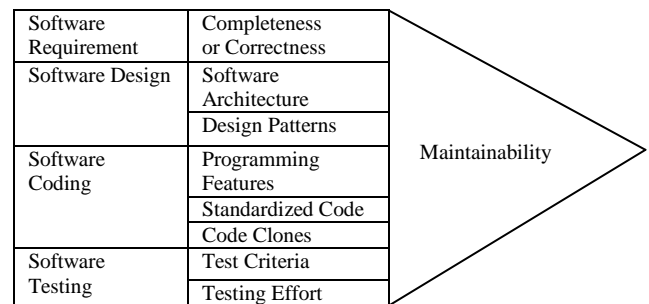 Software
Requirement
Completeness
or Correctness
Software Design
Software
Architecture
Design Patterns
Software
Coding
Programming
Features
Standardized Code
Code Clones
Software
Testing
Test Criteria
Testing Effort
Maintainability